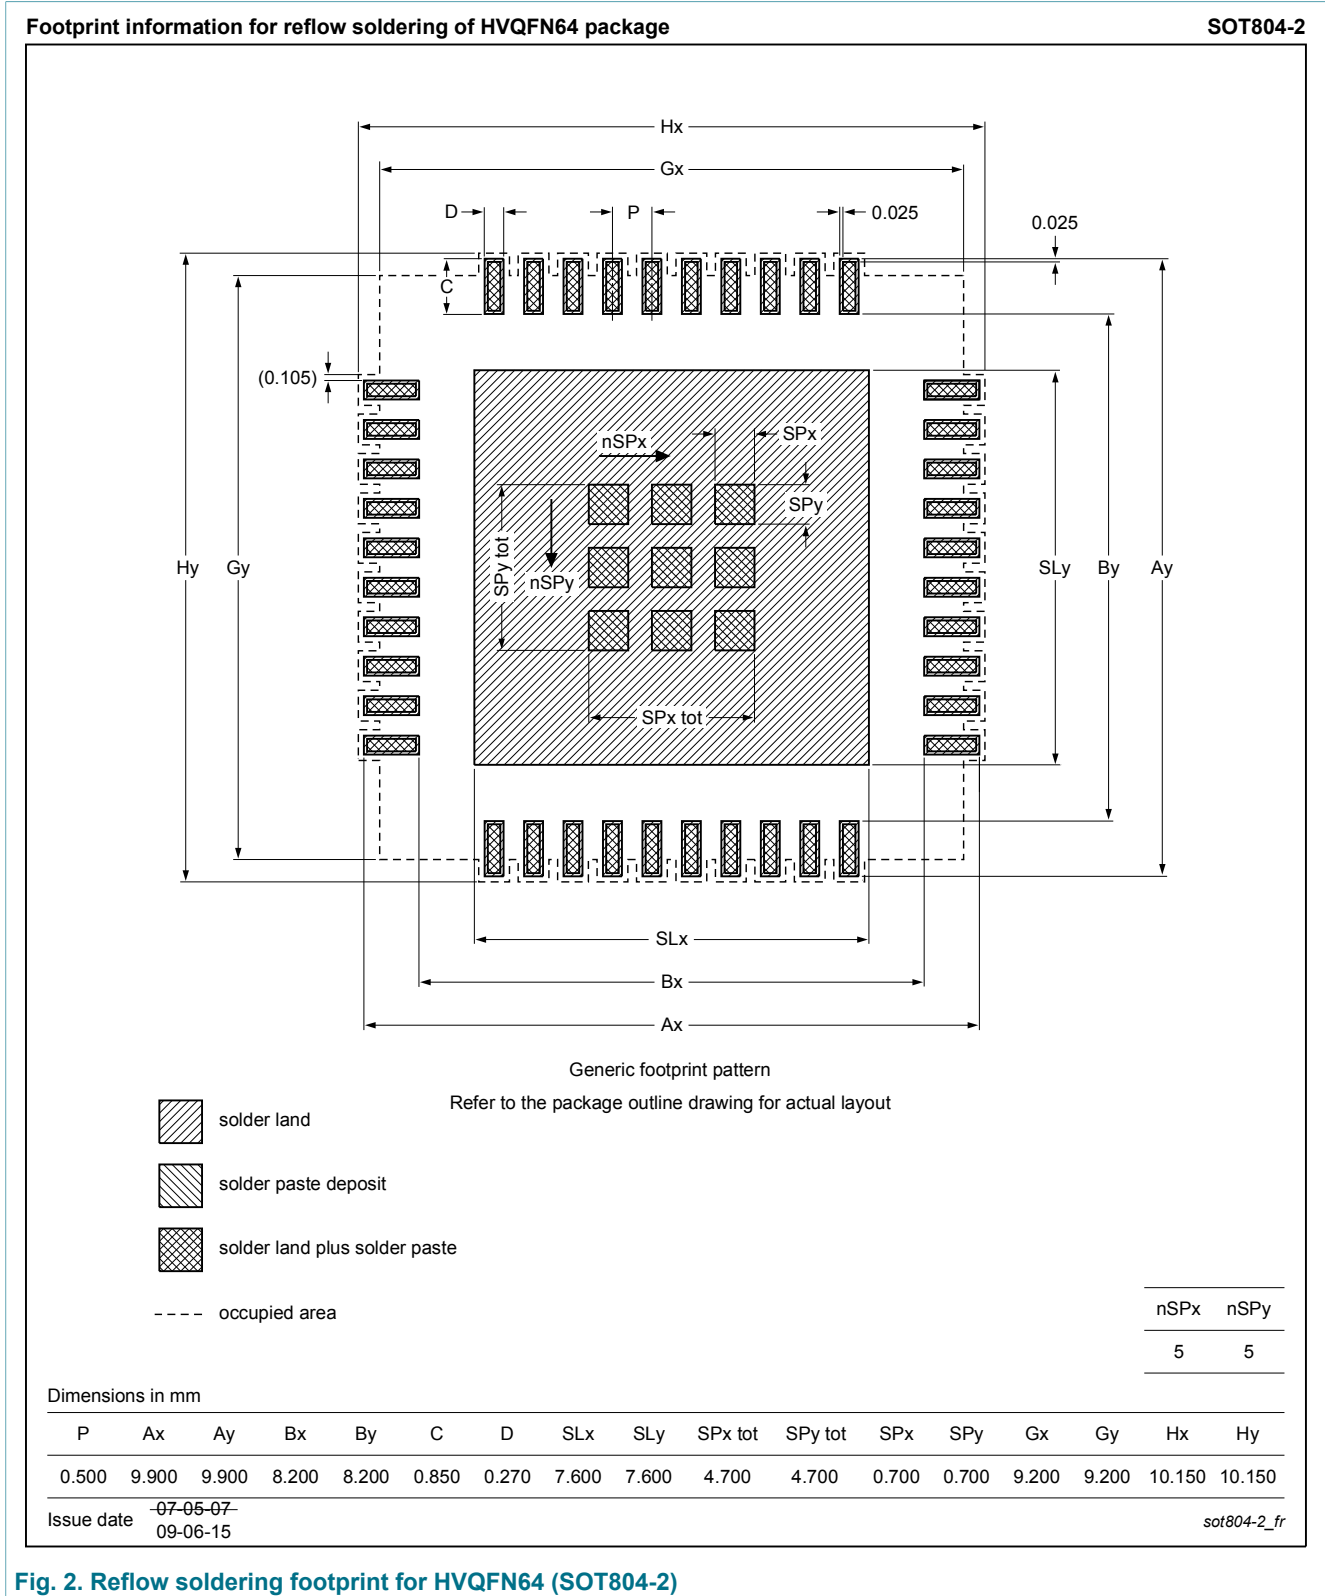 Footprint information for reflow soldering of HVQFN64 package SOT804-2
Hx
Gx
D P 0.025
0.025
C
(0.105)
nSPx SPx
SPy
SPy tot
nSPy
Hy Gy SLy By Ay
SPx tot
SLx
Bx
Ax
Generic footprint pattern
Refer to the package outline drawing for actual layout
solder land
solder paste deposit
solder land plus solder paste
occupied area
nSPx nSPy
5 5
Dimensions in mm
P Ax Ay Bx By C D SLx SLy SPx tot SPy tot SPx SPy Gx Gy Hx Hy
0.500 9.900 9.900 8.200 8.200 0.850 0.270 7.600 7.600 4.700 4.700 0.700 0.700 9.200 9.200 10.150 10.150
Issue date 07-05-07
09-06-15
sot804-2_fr
Fig. 2. Reflow soldering footprint for HVQFN64 (SOT804-2)